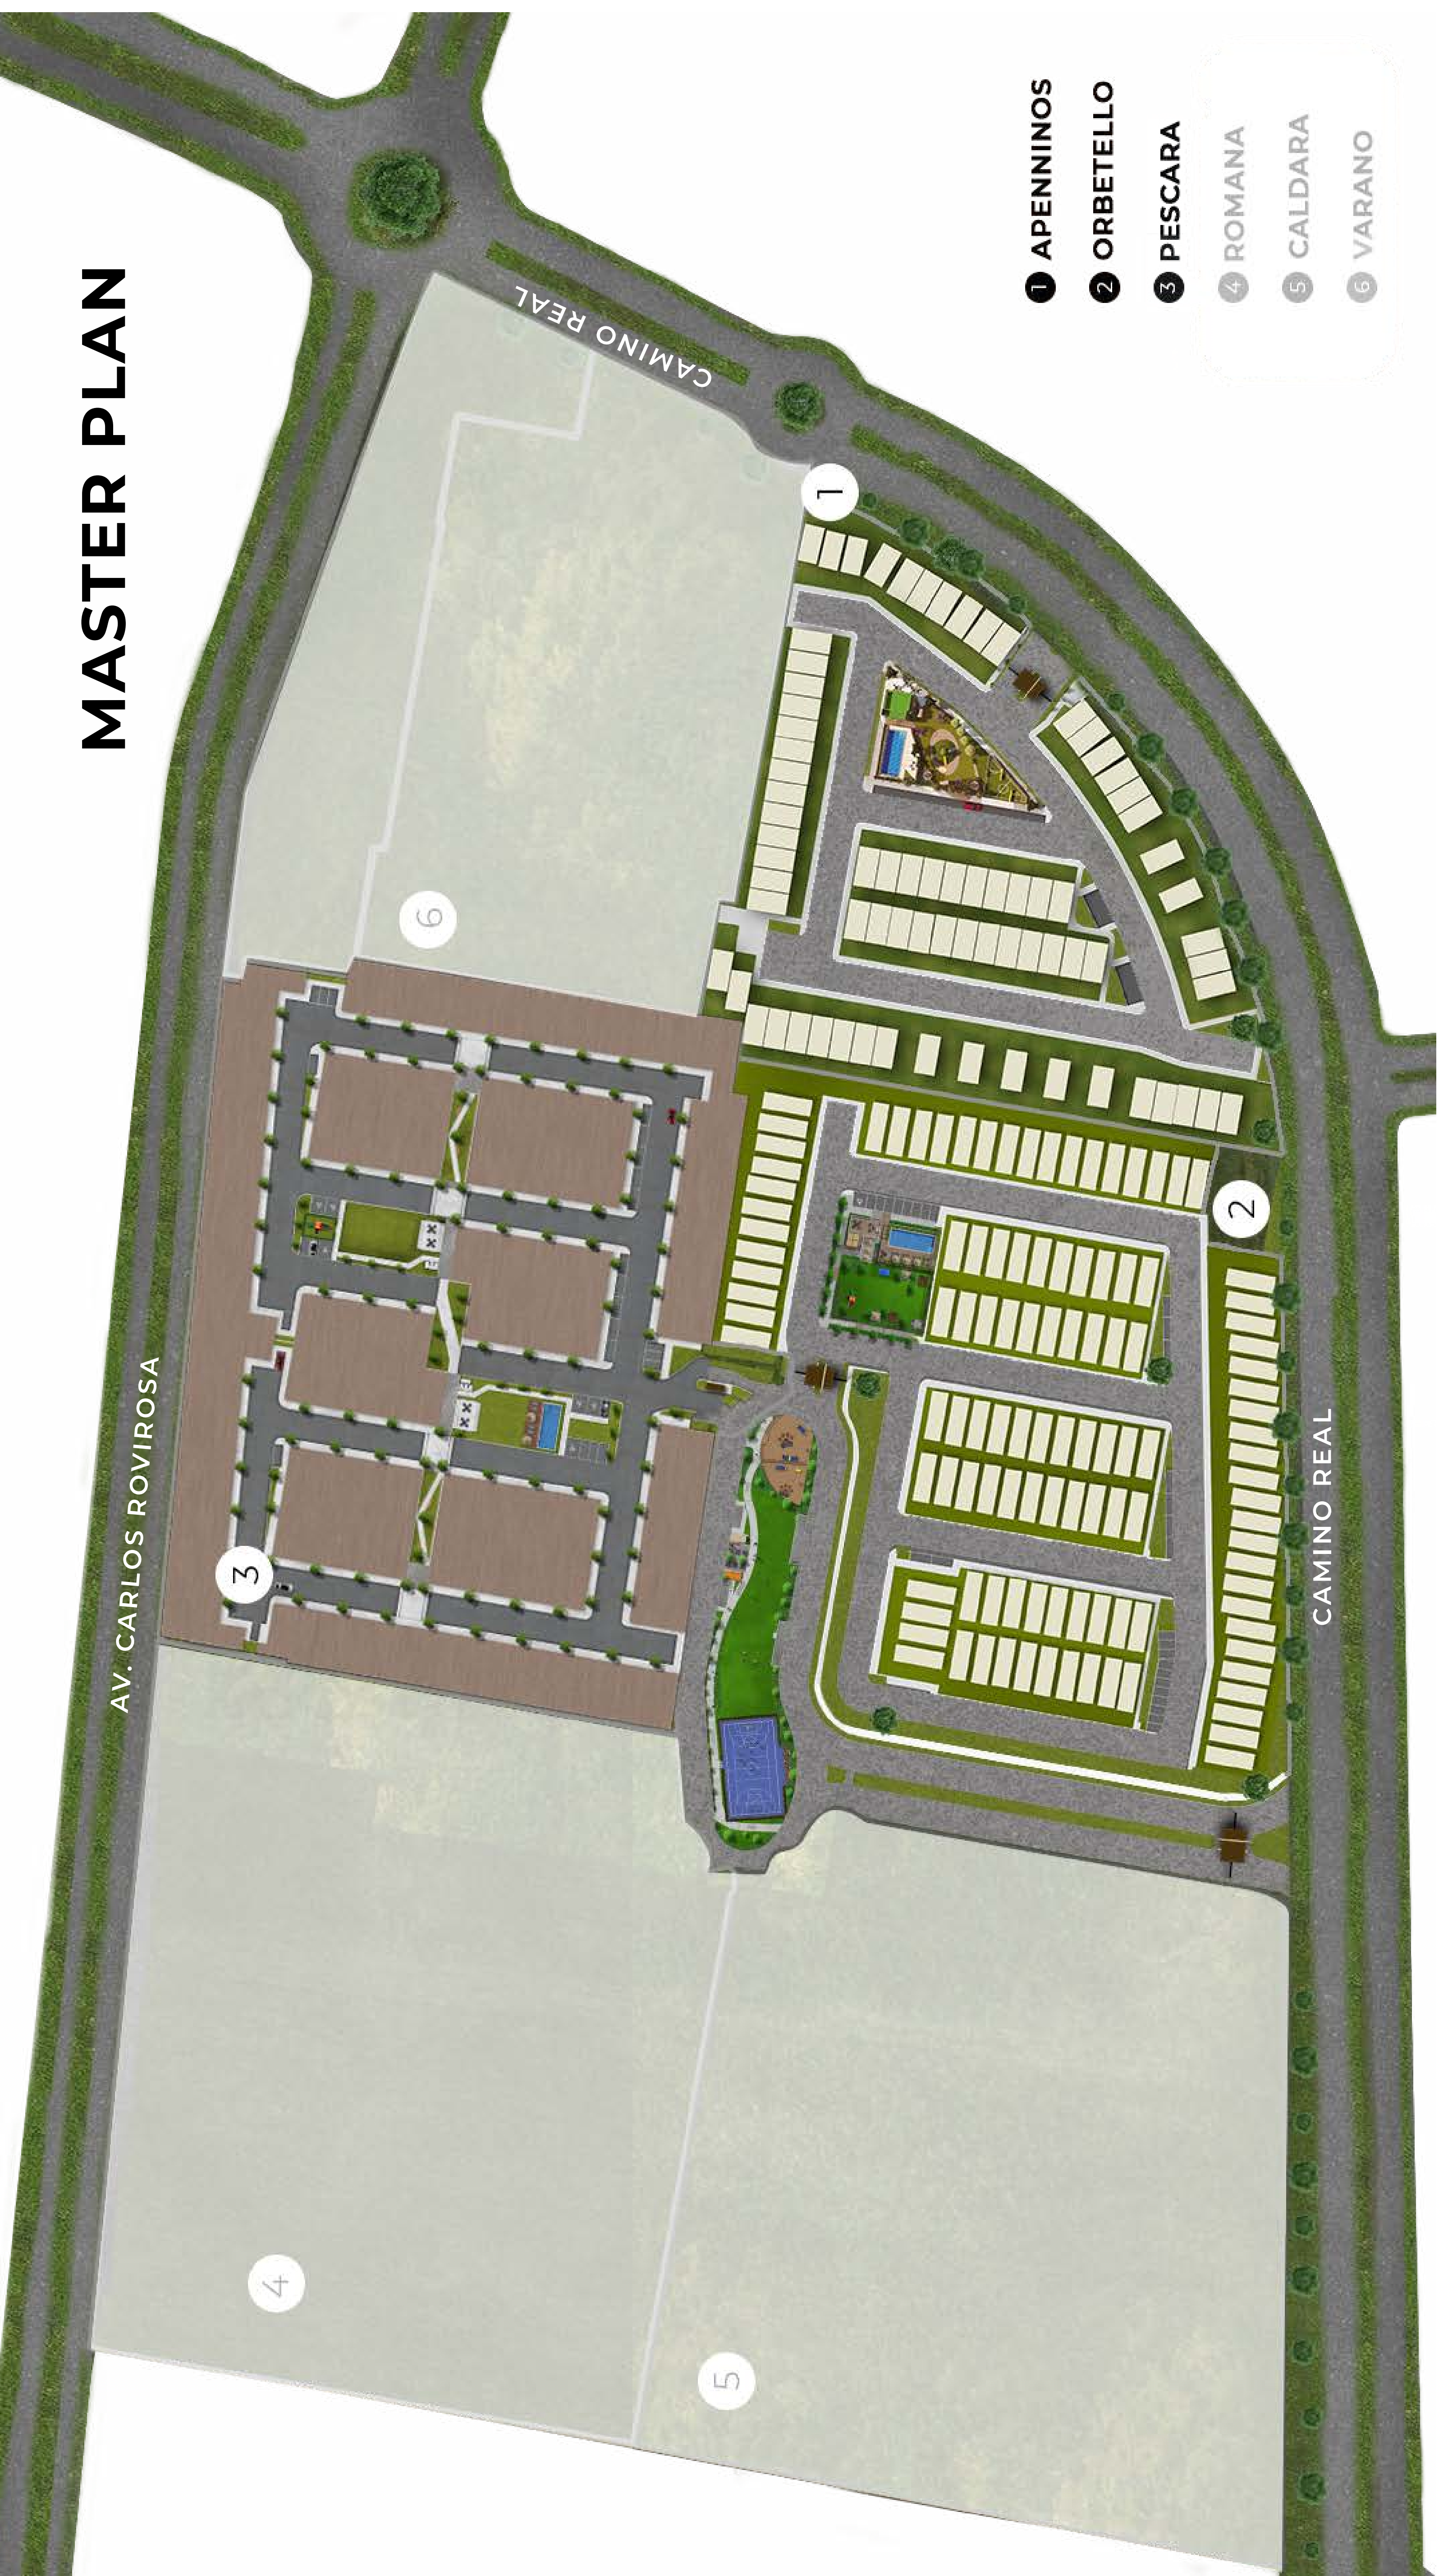 MASTER PLAN
CAMINO REAL
1 APENNINOS
2 ORBETELLO
3 PESCARA
4 ROMANA
5 CALDARA
6 VARANO
1
6
2
3
AV. CARLOS ROVIROSA
CAMINO REAL
4
5